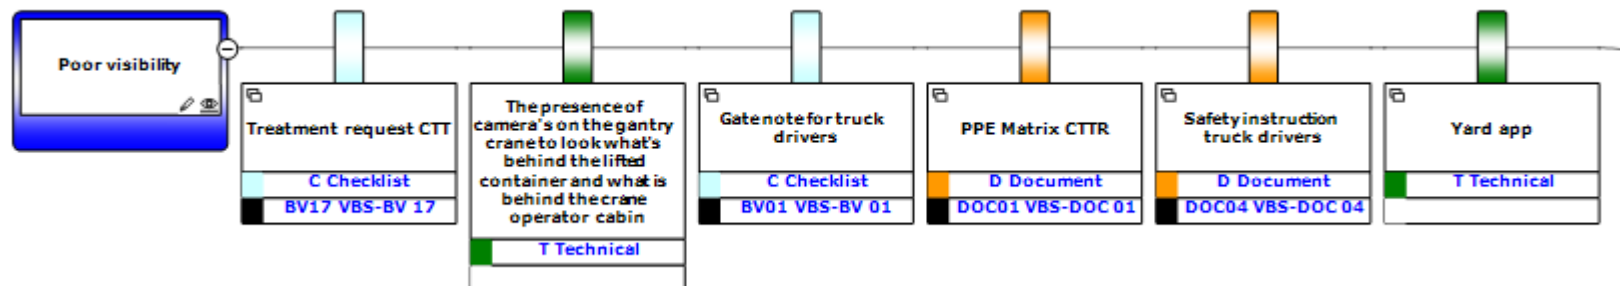 Poor visibility
Treatment request CTT
C Checklist
BV17 VBS-BV 17
The presence of
camera's on the gantry
crane to look what's
behind the lifted
container and what is
behind the crane
operator cabin
T Technical
Gate note for truck
drivers
C Checklist
BV01 VBS-BV 01
PPE Matrix CTTR
D Document
DOC01 VBS-DOC 01
Safety instruction
truck drivers
D Document
DOC04 VBS-DOC 04
Yard app
T Technical